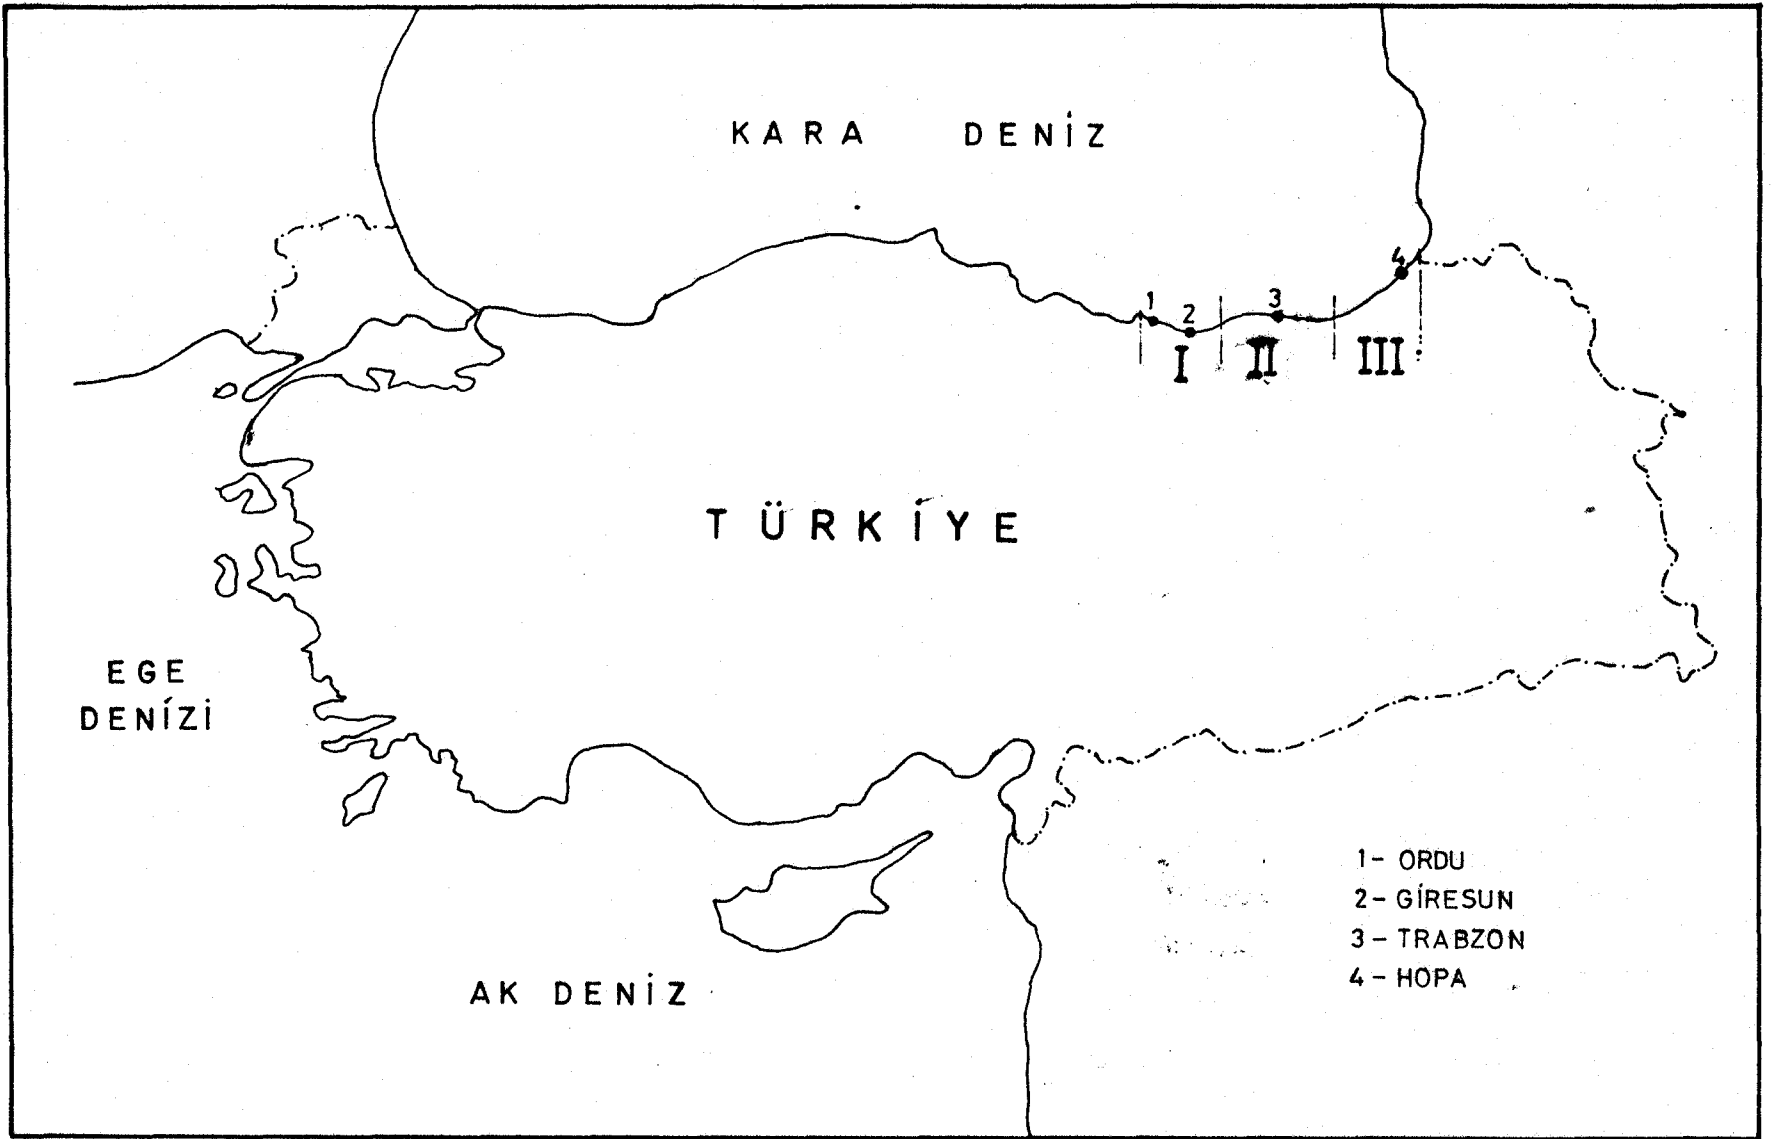 KARA DENİZ
1 2 3 4
I II III
TÜRKİYE
EGE
DENİZİ
AK DENİZ
1- ORDU
2- GİRESUN
3- TRABZON
4- HOPA